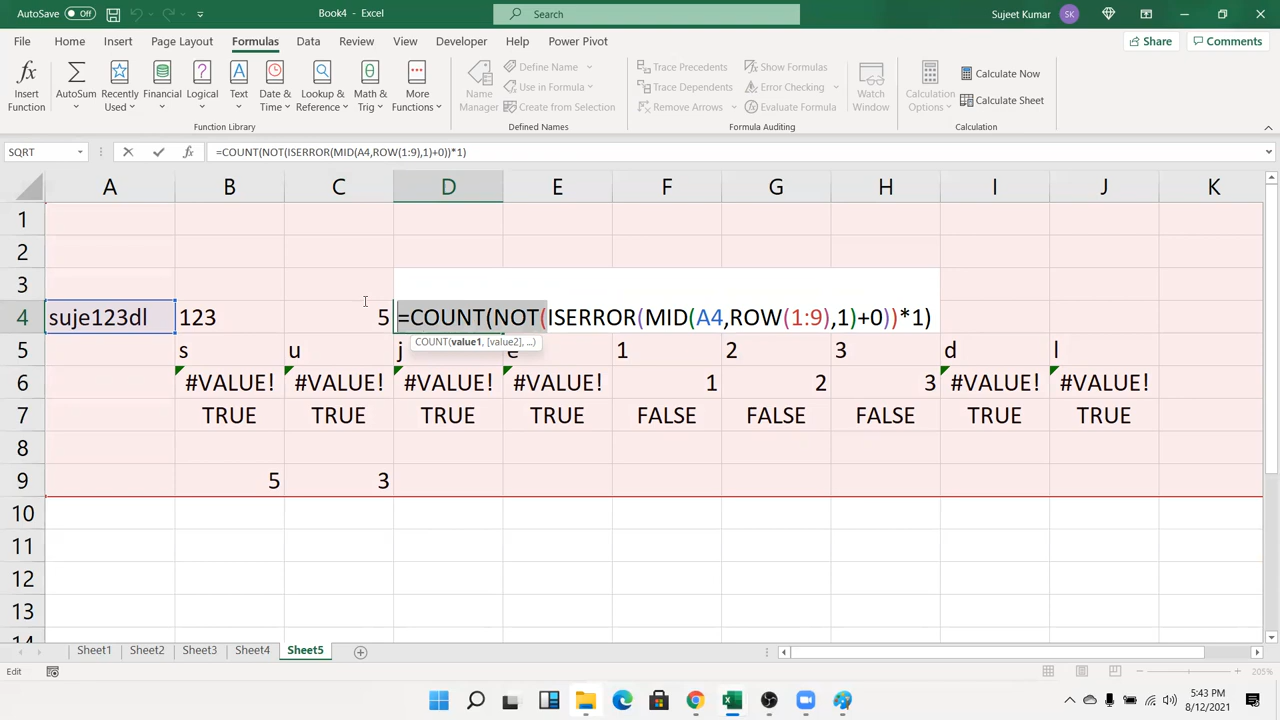 AutoSave Off Book4 - Excel Search Sujeet Kumar SK
File Home Insert Page Layout Formulas Data Review View Developer Help Power Pivot Share Comments
Insert Function
AutoSum
Recently Used
Financial
Logical
Text
Date & Time
Lookup & Reference
Math & Trig
More Functions
Function Library
Name Manager
Define Name
Use in Formula
Create from Selection
Defined Names
Trace Precedents
Trace Dependents
Remove Arrows
Show Formulas
Error Checking
Evaluate Formula
Formula Auditing
Watch Window
Calculation Options
Calculate Now
Calculate Sheet
Calculation
SQRT fx =COUNT(NOT(ISERROR(MID(A4,ROW(1:9),1)+0))*1)
A B C D E F G H I J K
1
2
3
4 suje123dl 123 5 =COUNT(NOT(ISERROR(MID(A4,ROW(1:9),1)+0))*1)
COUNT(value1, [value2], ...)
5 s u j e 1 2 3 d l
6 #VALUE! #VALUE! #VALUE! #VALUE! 1 2 3 #VALUE! #VALUE!
7 TRUE TRUE TRUE TRUE FALSE FALSE FALSE TRUE TRUE
8
9 5 3
10
11
12
13
14
Sheet1 Sheet2 Sheet3 Sheet4 Sheet5
Edit 205%
5:43 PM
8/12/2021